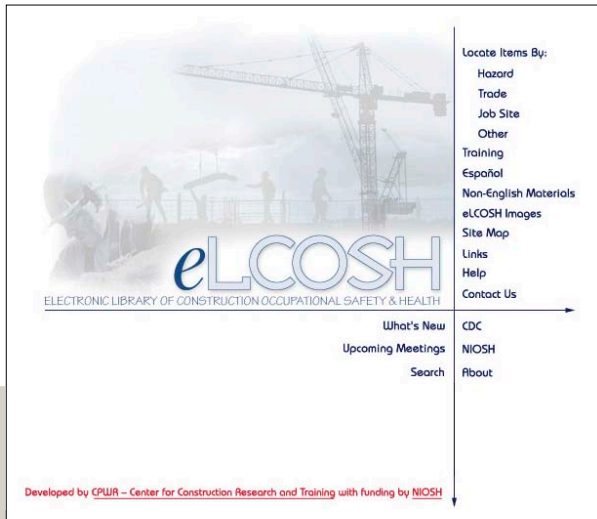 Locate Items By:
Hazard
Trade
Job Site
Other
Training
Español
Non-English Materials
eLCOSH Images
Site Map
Links
Help
Contact Us
eLCOSH
ELECTRONIC LIBRARY OF CONSTRUCTION OCCUPATIONAL SAFETY & HEALTH
What's New
CDC
Upcoming Meetings
NIOSH
Search
About
Developed by CPWR – Center for Construction Research and Training with funding by NIOSH